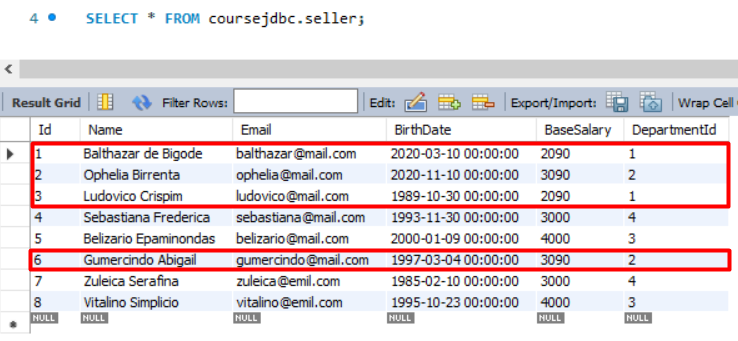 4 SELECT * FROM coursejdbc.seller;
Result Grid Filter Rows: Edit: Export/Import: Wrap Cell
Id Name Email BirthDate BaseSalary DepartmentId
1 Balthazar de Bigode balthazar@mail.com 2020-03-10 00:00:00 2090 1
2 Ophelia Birrenta ophelia@mail.com 2020-11-10 00:00:00 3090 2
3 Ludovico Crispim ludovico@mail.com 1989-10-30 00:00:00 2090 1
4 Sebastiana Frederica sebastiana@mail.com 1993-11-30 00:00:00 3000 4
5 Belizario Epaminondas belizario@mail.com 2000-01-09 00:00:00 4000 3
6 Gumercindo Abigail gumercindo@mail.com 1997-03-04 00:00:00 3090 2
7 Zuleica Serafina zuleica@emil.com 1985-02-10 00:00:00 3000 4
8 Vitalino Simplicio vitalino@emil.com 1995-10-23 00:00:00 4000 3
NULL NULL NULL NULL NULL NULL